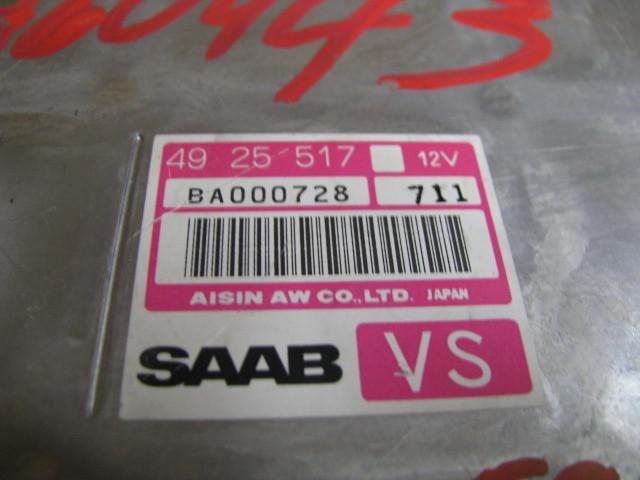 49 25 517 12V
BA000728 711
AISIN AW CO., LTD. JAPAN
SAAB VS